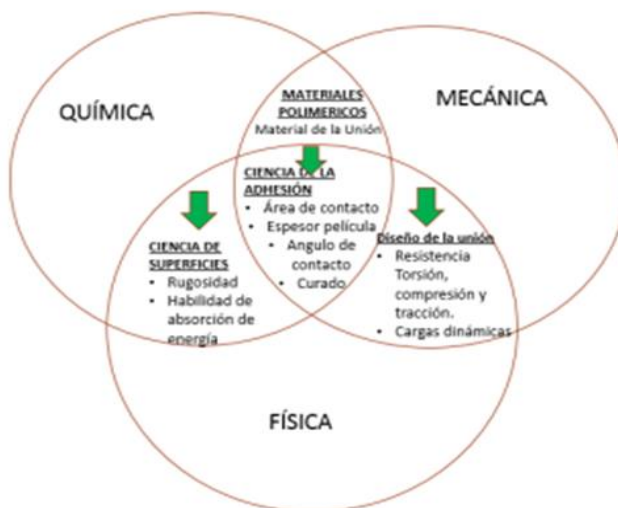 QUÍMICA
MECÁNICA
MATERIALES
POLIMERICOS
Material de la Unión
CIENCIA DE LA
ADHESIÓN
• Área de contacto
• Espesor película
• Angulo de
contacto
• Curado
CIENCIA DE
SUPERFICIES
• Rugosidad
• Habilidad de
absorción de
energía
Diseño de la unión
• Resistencia
Torsión,
compresión y
tracción.
• Cargas dinámicas
FÍSICA